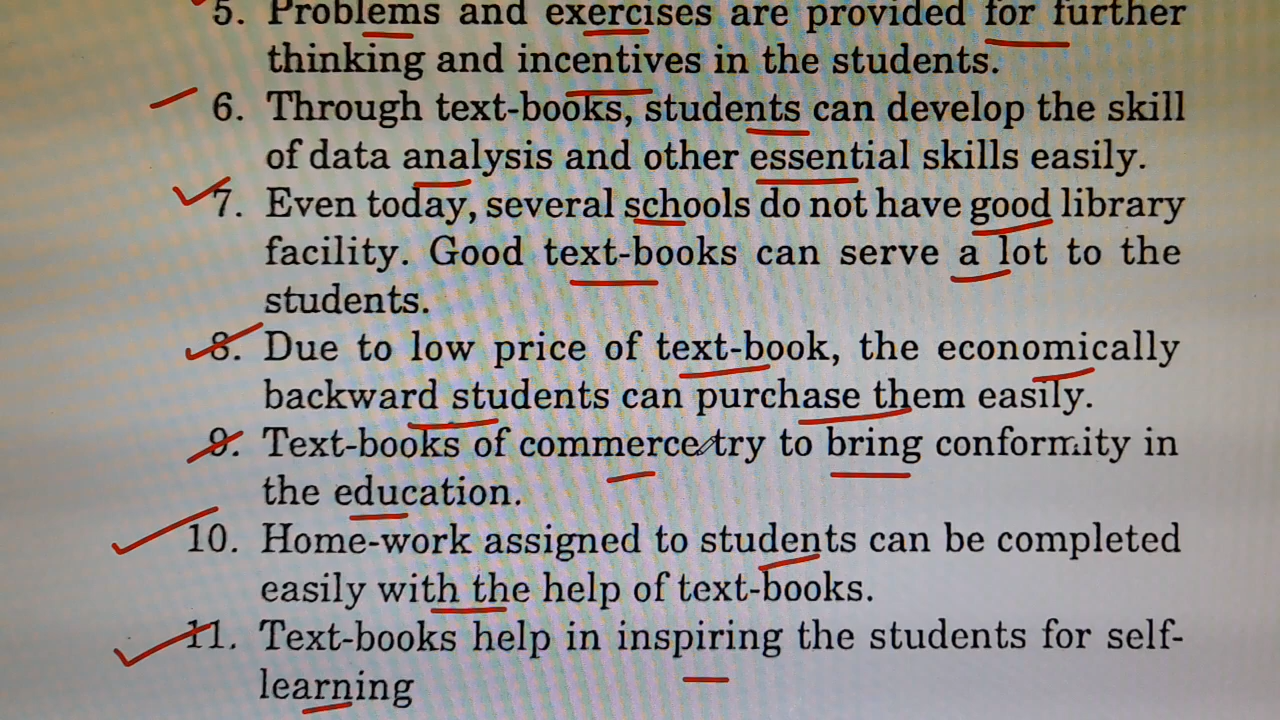 5. Problems and exercises are provided for further
thinking and incentives in the students.
6. Through text-books, students can develop the skill
of data analysis and other essential skills easily.
7. Even today, several schools do not have good library
facility. Good text-books can serve a lot to the
students.
8. Due to low price of text-book, the economically
backward students can purchase them easily.
9. Text-books of commerce try to bring conformity in
the education.
10. Home-work assigned to students can be completed
easily with the help of text-books.
11. Text-books help in inspiring the students for self-
learning